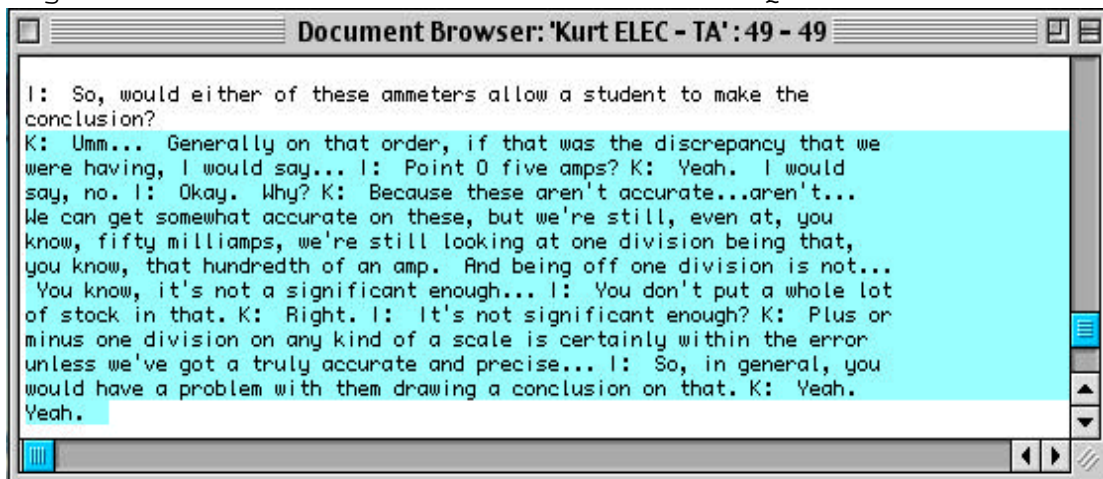 Document Browser: 'Kurt ELEC - TA' : 49 - 49
I: So, would either of these ammeters allow a student to make the
conclusion?
K: Umm... Generally on that order, if that was the discrepancy that we
were having, I would say... I: Point O five amps? K: Yeah. I would
say, no. I: Okay. Why? K: Because these aren't accurate...aren't...
We can get somewhat accurate on these, but we're still, even at, you
know, fifty milliamps, we're still looking at one division being that,
you know, that hundredth of an amp. And being off one division is not...
You know, it's not a significant enough... I: You don't put a whole lot
of stock in that. K: Right. I: It's not significant enough? K: Plus or
minus one division on any kind of a scale is certainly within the error
unless we've got a truly accurate and precise... I: So, in general, you
would have a problem with them drawing a conclusion on that. K: Yeah.
Yeah.